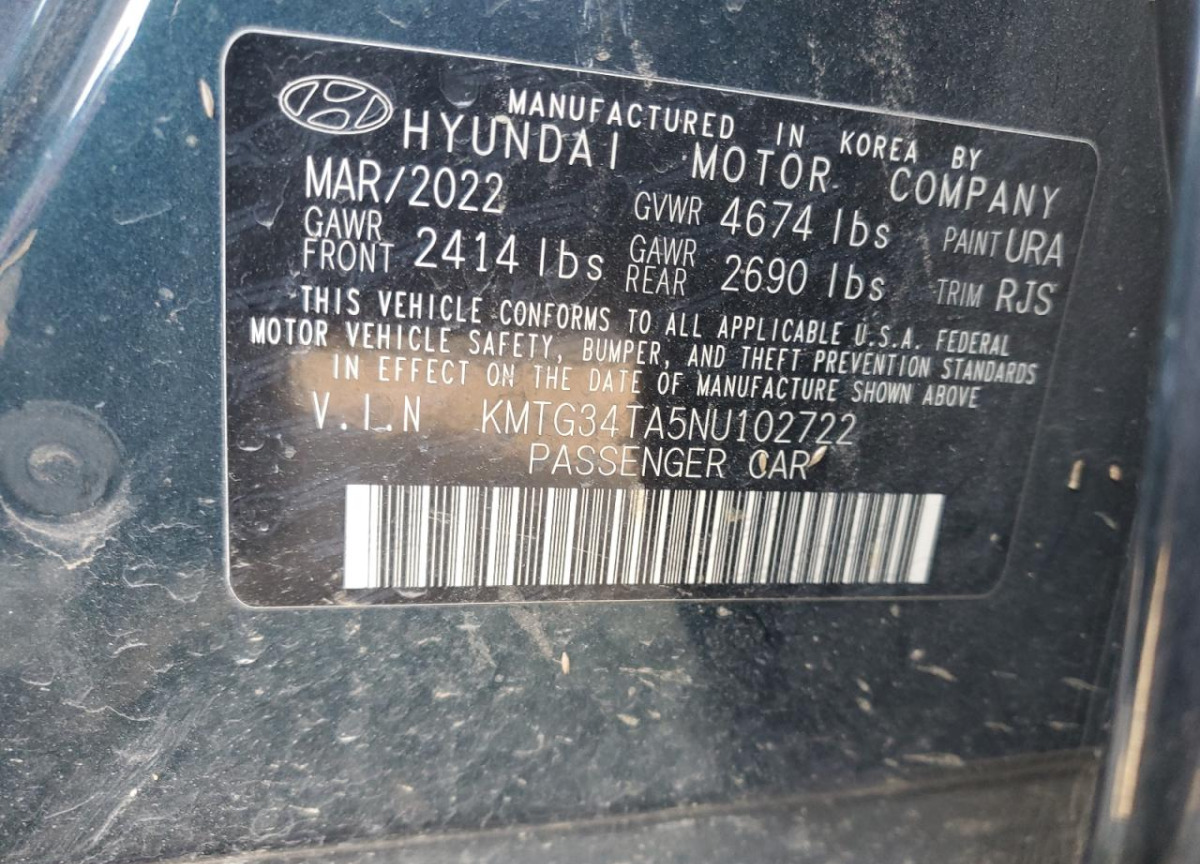 MANUFACTURED IN KOREA BY
HYUNDAI MOTOR COMPANY
MAR/2022 GVWR 4674 lbs PAINT URA
GAWR FRONT 2414 lbs GAWR REAR 2690 lbs TRIM RJS
THIS VEHICLE CONFORMS TO ALL APPLICABLE U.S.A. FEDERAL
MOTOR VEHICLE SAFETY, BUMPER, AND THEFT PREVENTION STANDARDS
IN EFFECT ON THE DATE OF MANUFACTURE SHOWN ABOVE
V.I.N KMTG34TA5NU102722
PASSENGER CAR